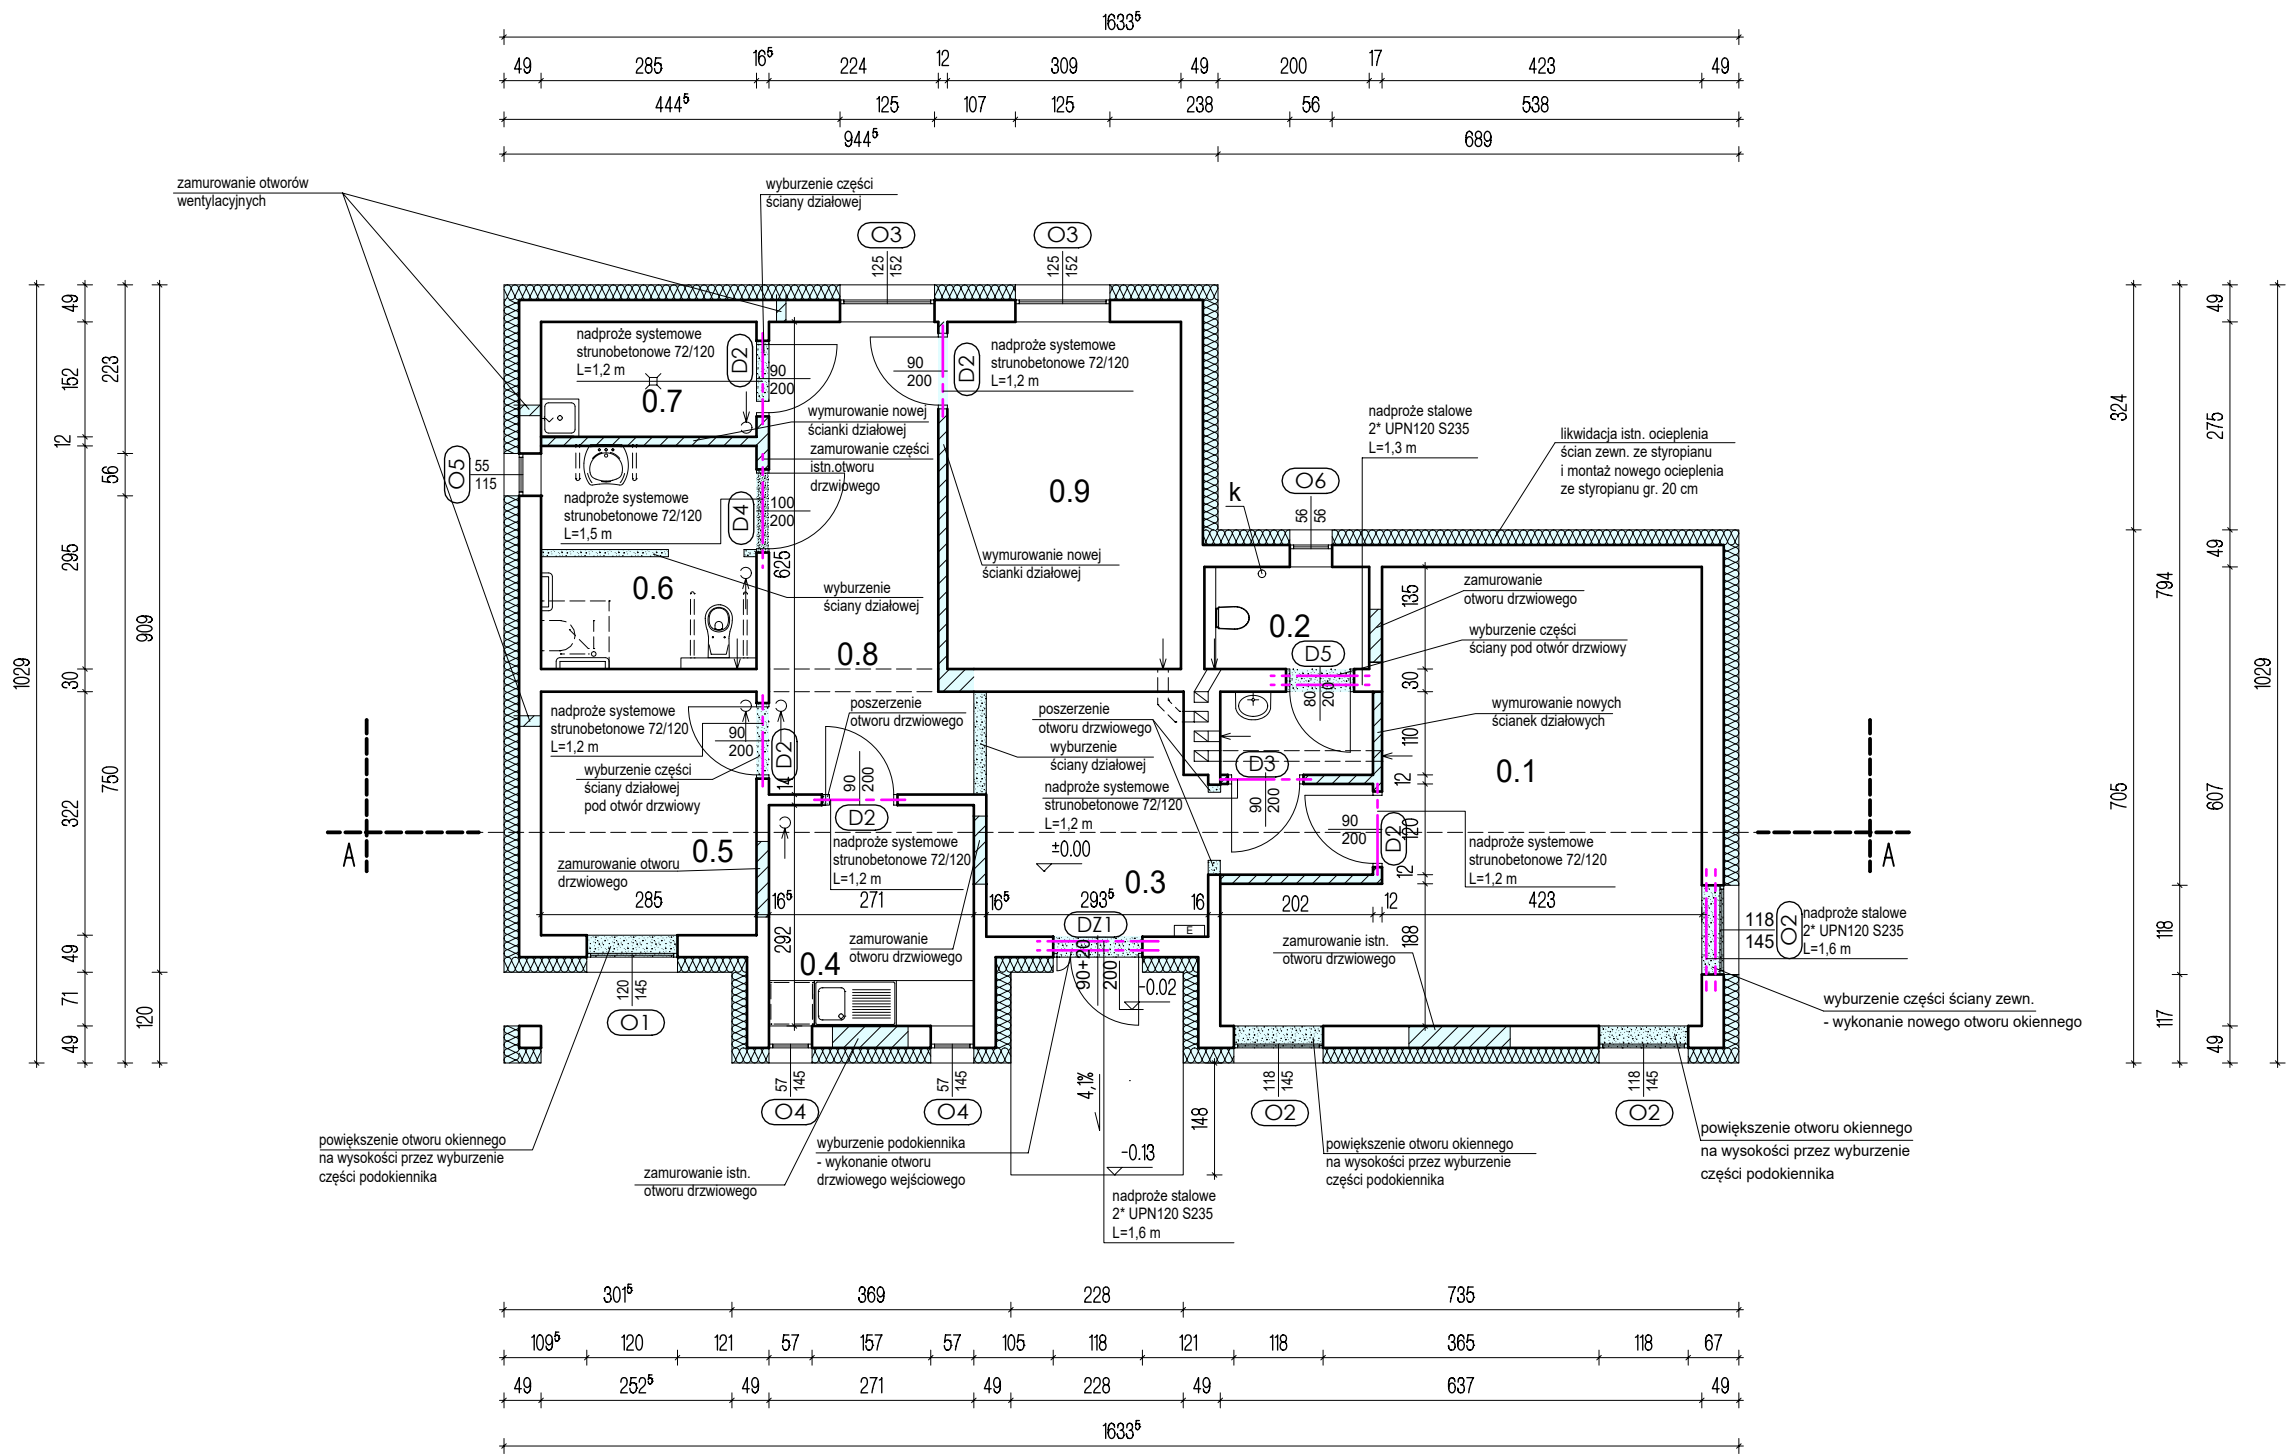 1633⁵
49 285 16⁵ 224 12 309 49 200 17 423 49
444⁵ 125 107 125 238 56 538
944⁵ 689
zamurowanie otworów
wentylacyjnych
wyburzenie części
ściany działowej
O3
125
152
O3
125
152
1029
49 152 12 295 30 322 49 71 49
223 56 750
909 120
nadproże systemowe
strunobetonowe 72/120
L=1,2 m
0.7
D2
90
200
90
200
D2
nadproże systemowe
strunobetonowe 72/120
L=1,2 m
wymurowanie nowej
ścianki działowej
zamurowanie części
istn.otworu
drzwiowego
O5
55
115
nadproże systemowe
strunobetonowe 72/120
L=1,5 m
D4
100
200
0.9
nadproże stalowe
2* UPN120 S235
L=1,3 m
likwidacja istn. ocieplenia
ścian zewn. ze styropianu
i montaż nowego ocieplenia
ze styropianu gr. 20 cm
k
O6
56
56
625
wymurowanie nowej
ścianki działowej
0.6
wyburzenie
ściany działowej
0.8
0.2
135
zamurowanie
otworu drzwiowego
wyburzenie części
ściany pod otwór drzwiowy
D5
80
200
30
nadproże systemowe
strunobetonowe 72/120
L=1,2 m
90
200
D2
wyburzenie części
ściany działowej
pod otwór drzwiowy
14
poszerzenie
otworu drzwiowego
90
200
D2
poszerzenie
otworu drzwiowego
wyburzenie
ściany działowej
wymurowanie nowych
ścianek działowych
110
0.1
D3
90
200
12
nadproże systemowe
strunobetonowe 72/120
L=1,2 m
A
A
0.5
zamurowanie otworu
drzwiowego
nadproże systemowe
strunobetonowe 72/120
L=1,2 m
±0.00
0.3
90
200
D2
120
12
nadproże systemowe
strunobetonowe 72/120
L=1,2 m
285 16⁵ 271 16⁵ 293⁵ 16 202 12 423
292
zamurowanie
otworu drzwiowego
0.4
DZ1
E
90+20
200
-0.02
188
zamurowanie istn.
otworu drzwiowego
118
145
O2
nadproże stalowe
2* UPN120 S235
L=1,6 m
wyburzenie części ściany zewn.
- wykonanie nowego otworu okiennego
324 705
794 118 117
49 275 49 607 49
1029
120
145
O1
57
145
O4
57
145
O4
4,1%
148
-0.13
118
145
O2
118
145
O2
powiększenie otworu okiennego
na wysokości przez wyburzenie
części podokiennika
zamurowanie istn.
otworu drzwiowego
wyburzenie podokiennika
- wykonanie otworu
drzwiowego wejściowego
nadproże stalowe
2* UPN120 S235
L=1,6 m
powiększenie otworu okiennego
na wysokości przez wyburzenie
części podokiennika
powiększenie otworu okiennego
na wysokości przez wyburzenie
części podokiennika
301⁵ 369 228 735
109⁵ 120 121 57 157 57 105 118 121 118 365 118 67
49 252⁵ 49 271 49 228 49 637 49
1633⁵